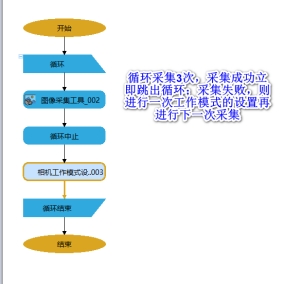 开始
循环
循环采集3次，采集成功立
即跳出循环；采集失败，则
进行一次工作模式的设置再
进行下一次采集
图像采集工具_002
循环中止
相机工作模式设..003
循环结束
结束